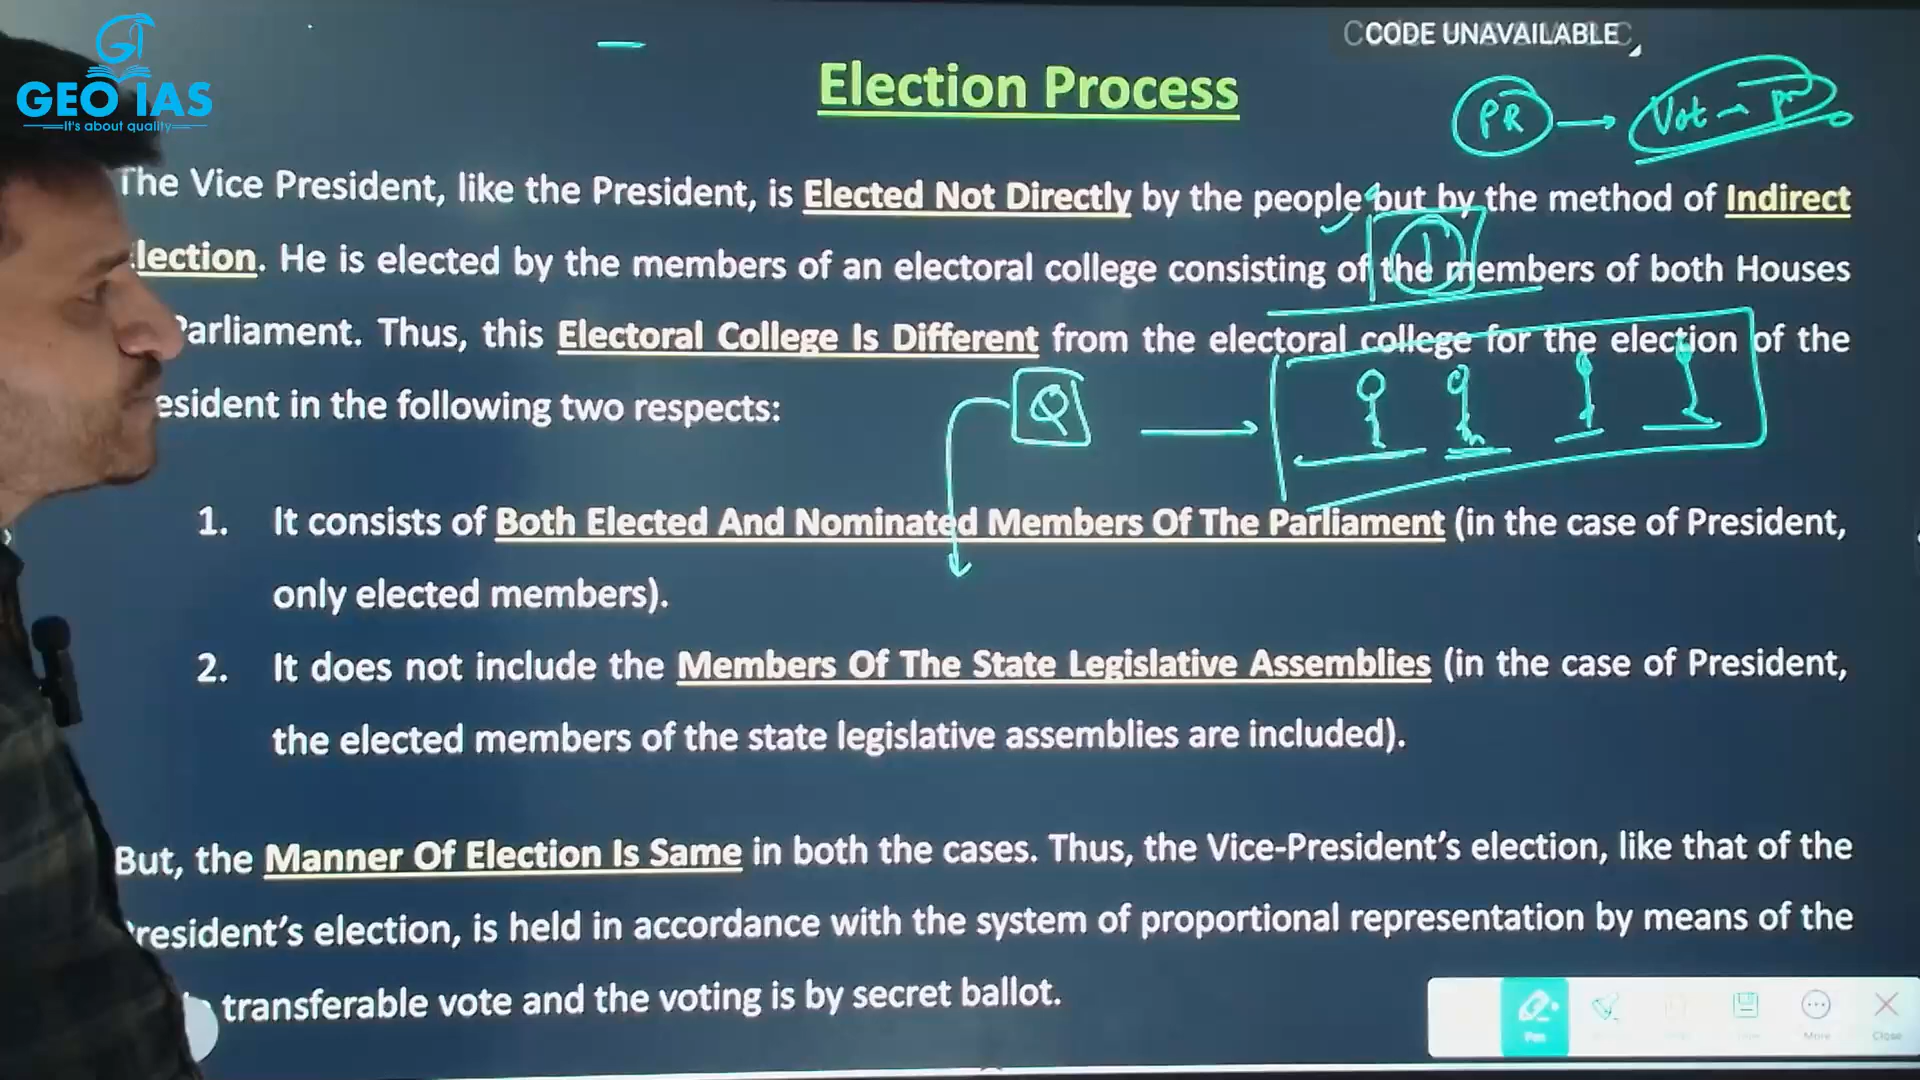 GEO IAS
It's about quality
CODE UNAVAILABLE
Election Process
PR
The Vice President, like the President, is Elected Not Directly by the people but by the method of Indirect
lection. He is elected by the members of an electoral college consisting of the members of both Houses
Parliament. Thus, this Electoral College Is Different from the electoral college for the election of the
esident in the following two respects:
1. It consists of Both Elected And Nominated Members Of The Parliament (in the case of President,
only elected members).
2. It does not include the Members Of The State Legislative Assemblies (in the case of President,
the elected members of the state legislative assemblies are included).
But, the Manner Of Election Is Same in both the cases. Thus, the Vice-President's election, like that of the
resident's election, is held in accordance with the system of proportional representation by means of the
transferable vote and the voting is by secret ballot.
Pen
More
Close